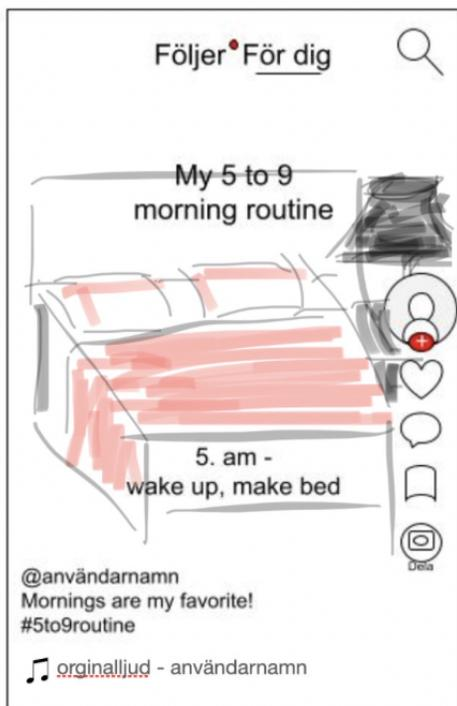 Följer För dig
My 5 to 9
morning routine
5. am -
wake up, make bed
Dela
@användarnamn
Mornings are my favorite!
#5to9routine
orginalljud - användarnamn